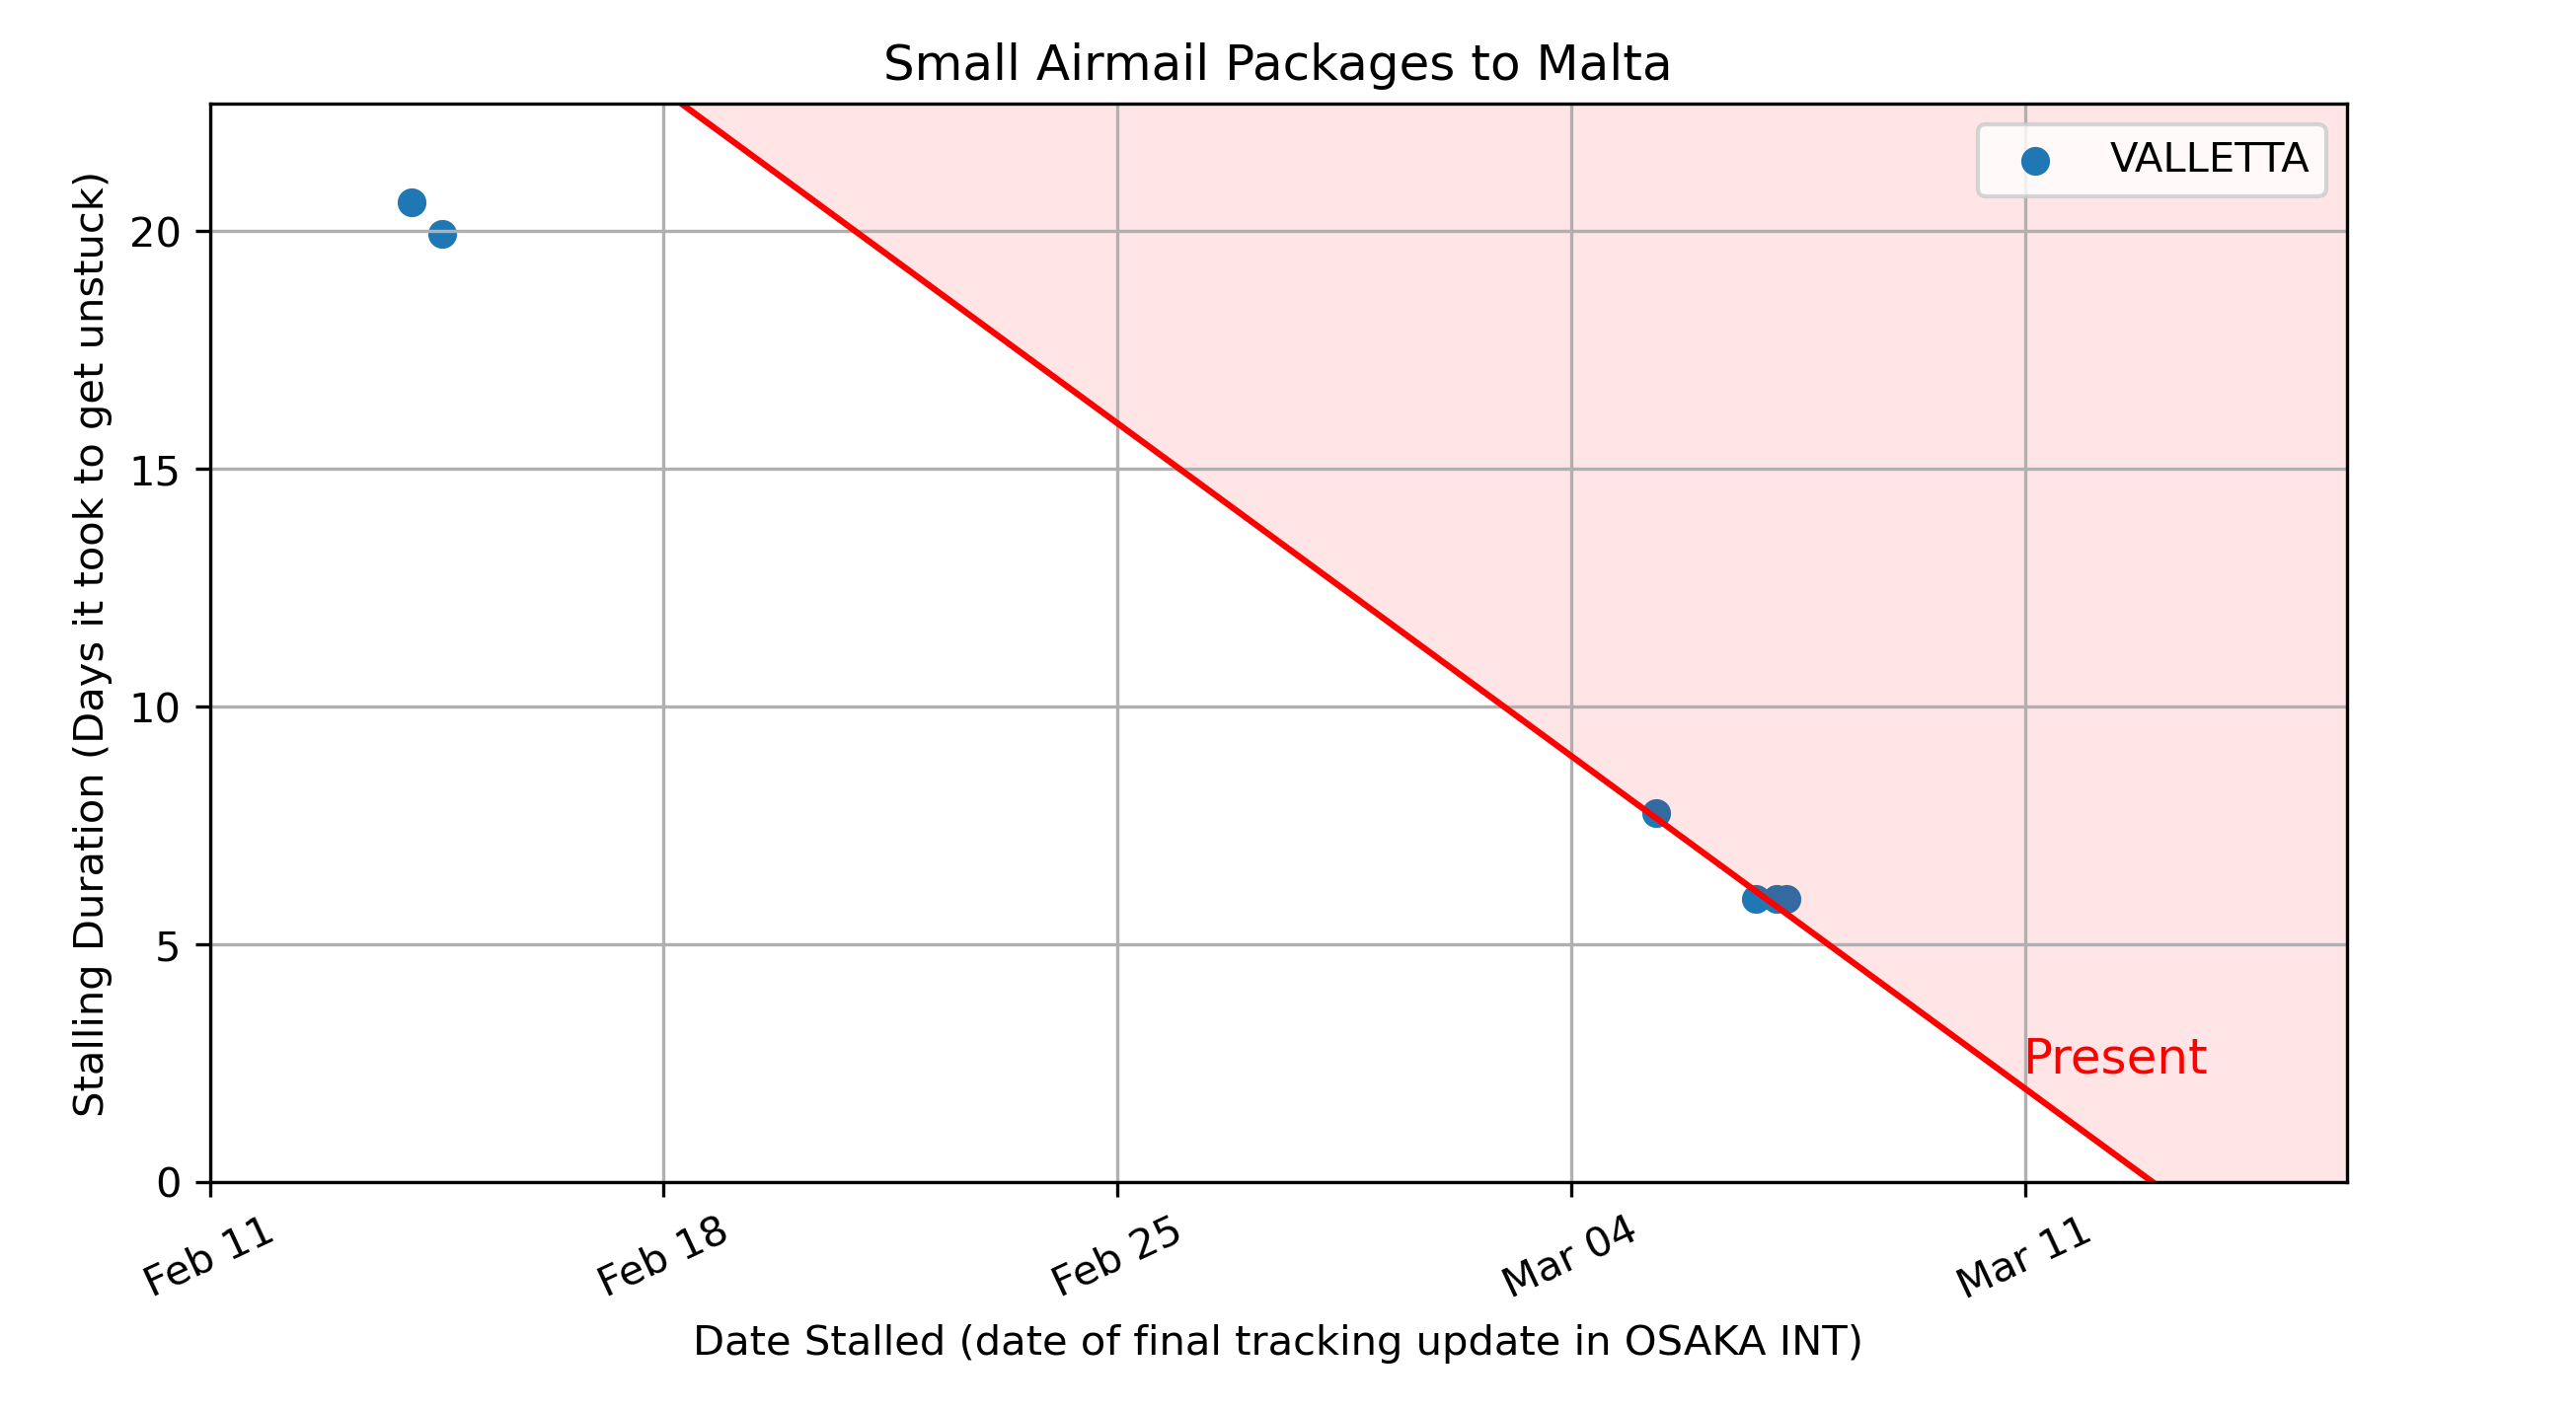 Small Airmail Packages to Malta
VALLETTA
Stalling Duration (Days it took to get unstuck)
20
15
10
5
0
Present
Feb 11
Feb 18
Feb 25
Mar 04
Mar 11
Date Stalled (date of final tracking update in OSAKA INT)